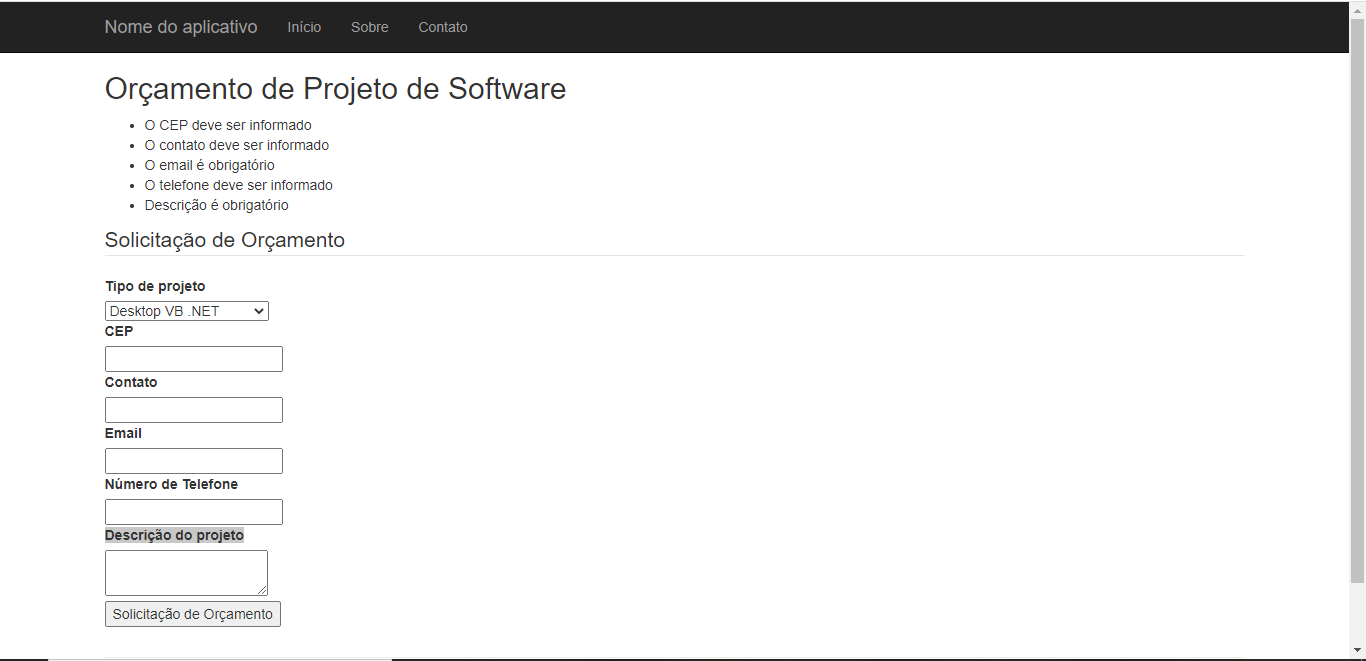 Nome do aplicativo Início Sobre Contato
Orçamento de Projeto de Software
O CEP deve ser informado
O contato deve ser informado
O email é obrigatório
O telefone deve ser informado
Descrição é obrigatório
Solicitação de Orçamento
Tipo de projeto
Desktop VB .NET
CEP
Contato
Email
Número de Telefone
Descrição do projeto
Solicitação de Orçamento